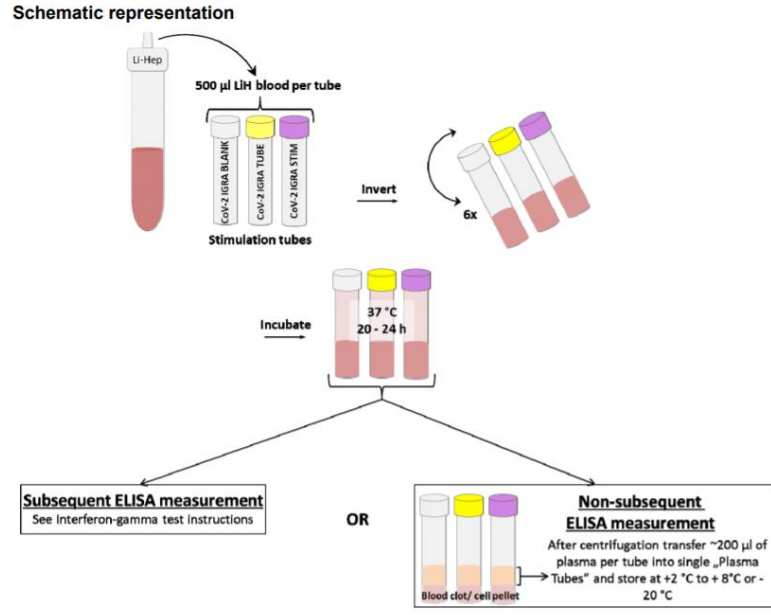 Schematic representation
Li-Hep
500 µl LiH blood per tube
CoV-2 IGRA BLANK
CoV-2 IGRA TUBE
CoV-2 IGRA STIM
Stimulation tubes
Invert
6x
Incubate
37 °C
20 - 24 h
Subsequent ELISA measurement
See Interferon-gamma test instructions
OR
Non-subsequent
ELISA measurement
After centrifugation transfer ~200 µl of
plasma per tube into single „Plasma
Tubes“ and store at +2 °C to + 8°C or -
20 °C
Blood clot/ cell pellet